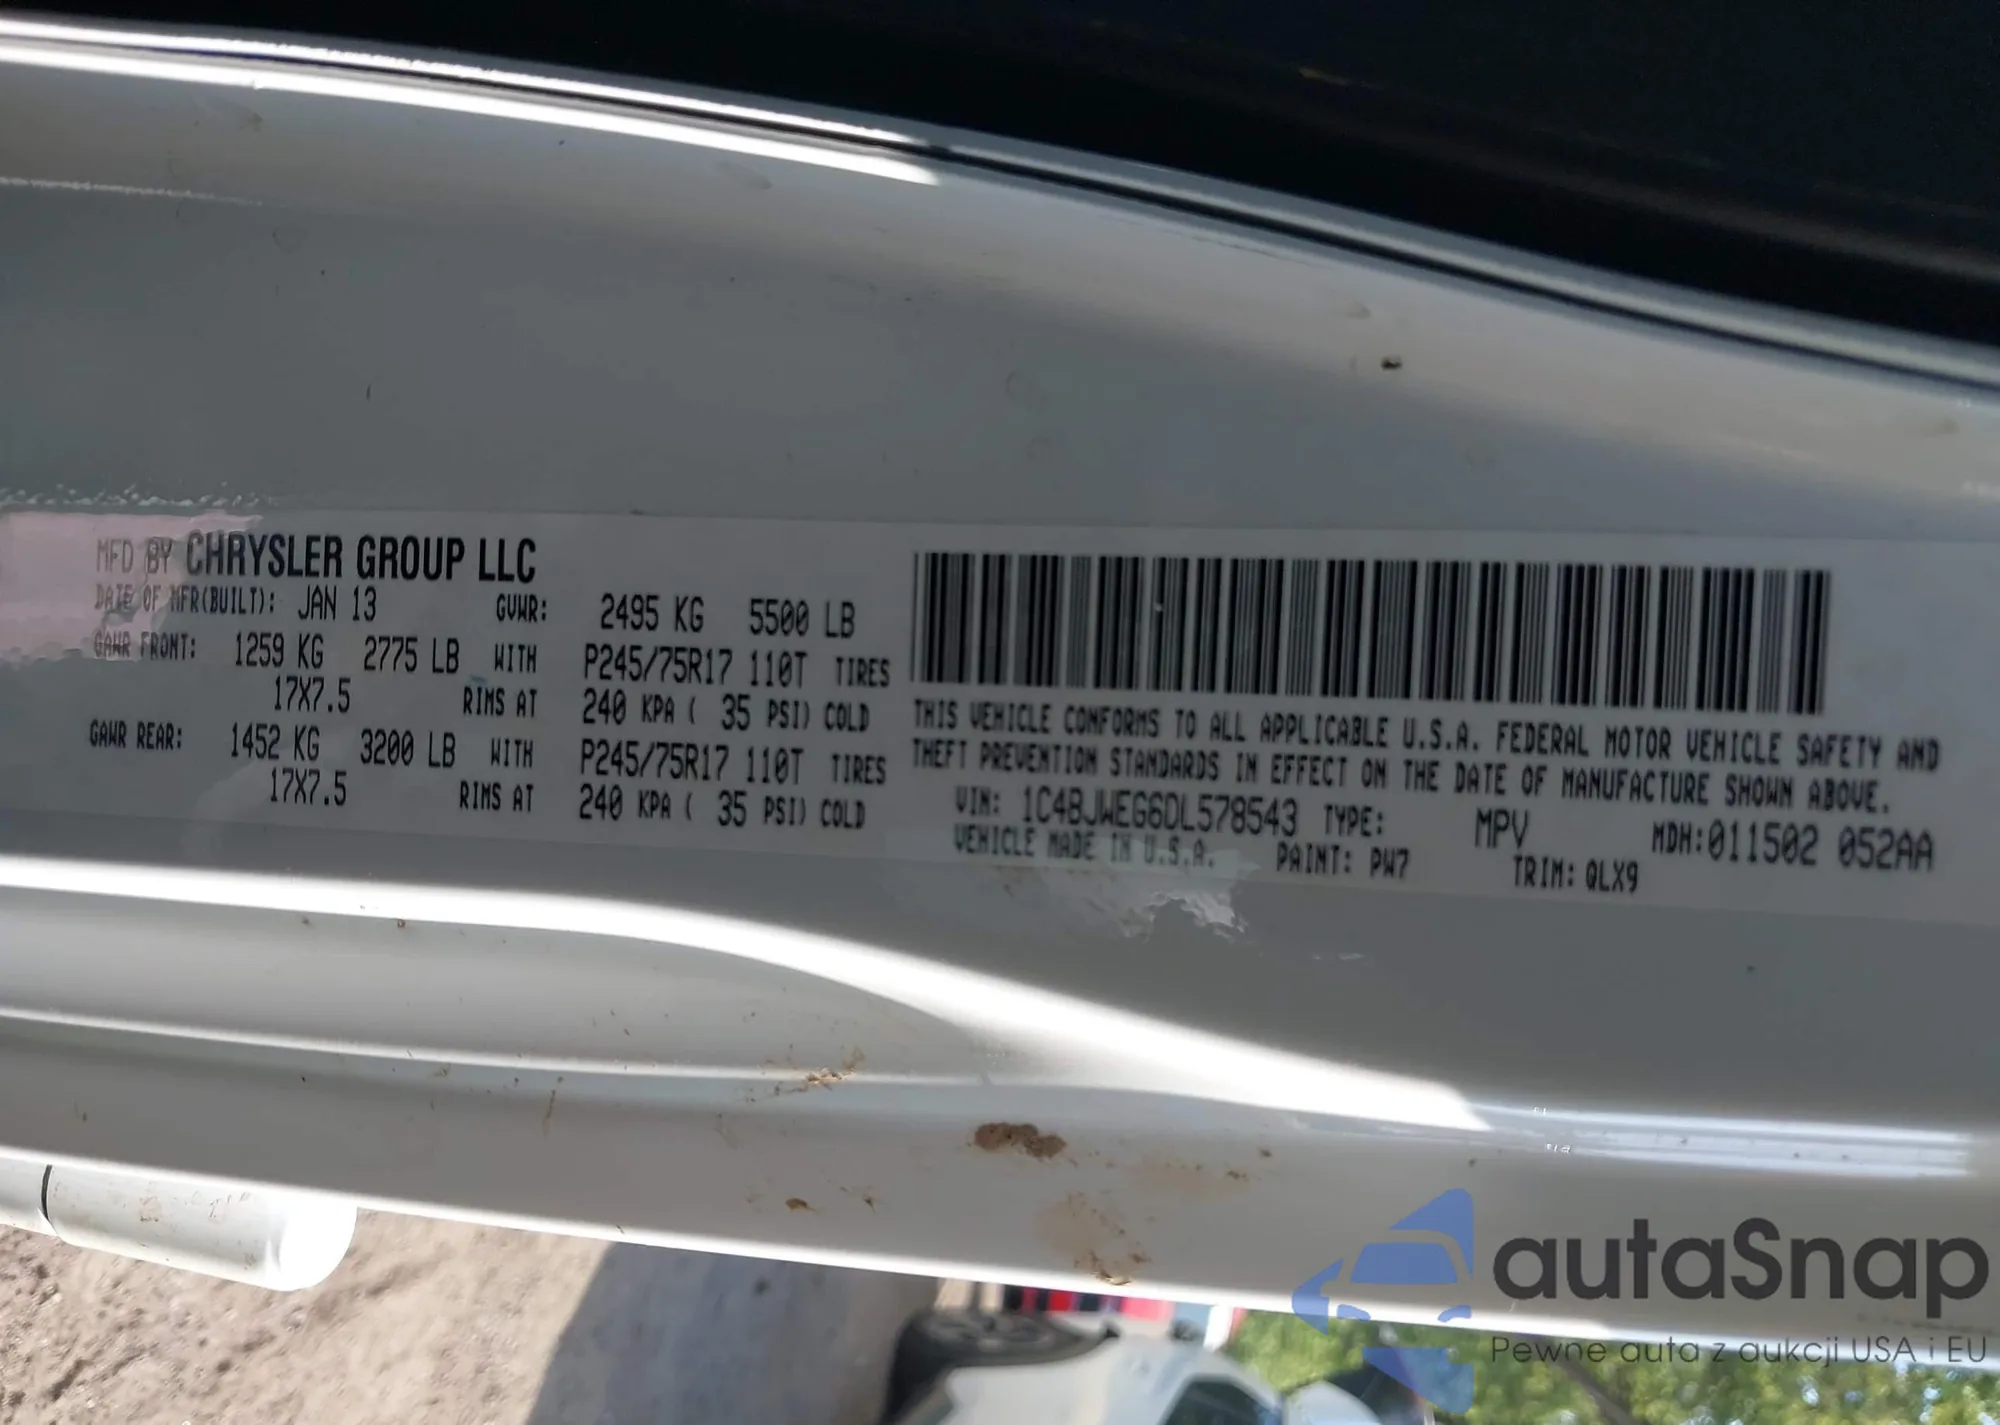 MFD BY CHRYSLER GROUP LLC
DATE OF MFR(BUILT): JAN 13 GVWR: 2495 KG 5500 LB
GAWR FRONT: 1259 KG 2775 LB WITH P245/75R17 110T TIRES
17X7.5 RIMS AT 240 KPA ( 35 PSI) COLD
GAWR REAR: 1452 KG 3200 LB WITH P245/75R17 110T TIRES
17X7.5 RIMS AT 240 KPA ( 35 PSI) COLD
THIS VEHICLE CONFORMS TO ALL APPLICABLE U.S.A. FEDERAL MOTOR VEHICLE SAFETY AND
THEFT PREVENTION STANDARDS IN EFFECT ON THE DATE OF MANUFACTURE SHOWN ABOVE.
VIN: 1C4BJWEG6DL578543 TYPE: MPV MDH:011502 052AA
VEHICLE MADE IN U.S.A. PAINT: PW7 TRIM: QLX9
autaSnap
Pewne auta z aukcji USA i EU